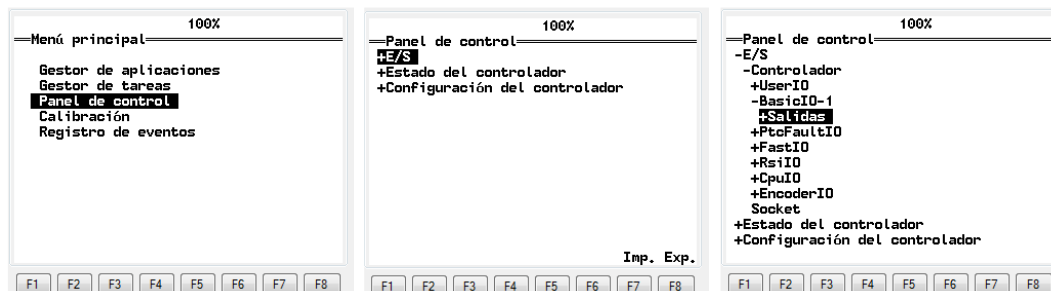 100%
Menú principal
Gestor de aplicaciones
Gestor de tareas
Panel de control
Calibración
Registro de eventos
F1 F2 F3 F4 F5 F6 F7 F8
100%
Panel de control
+E/S
+Estado del controlador
+Configuración del controlador
Imp. Exp.
F1 F2 F3 F4 F5 F6 F7 F8
100%
Panel de control
-E/S
-Controlador
+UserIO
-BasicIO-1
+Salidas
+PtcFaultIO
+FastIO
+RsiIO
+CpuIO
+EncoderIO
Socket
+Estado del controlador
+Configuración del controlador
F1 F2 F3 F4 F5 F6 F7 F8